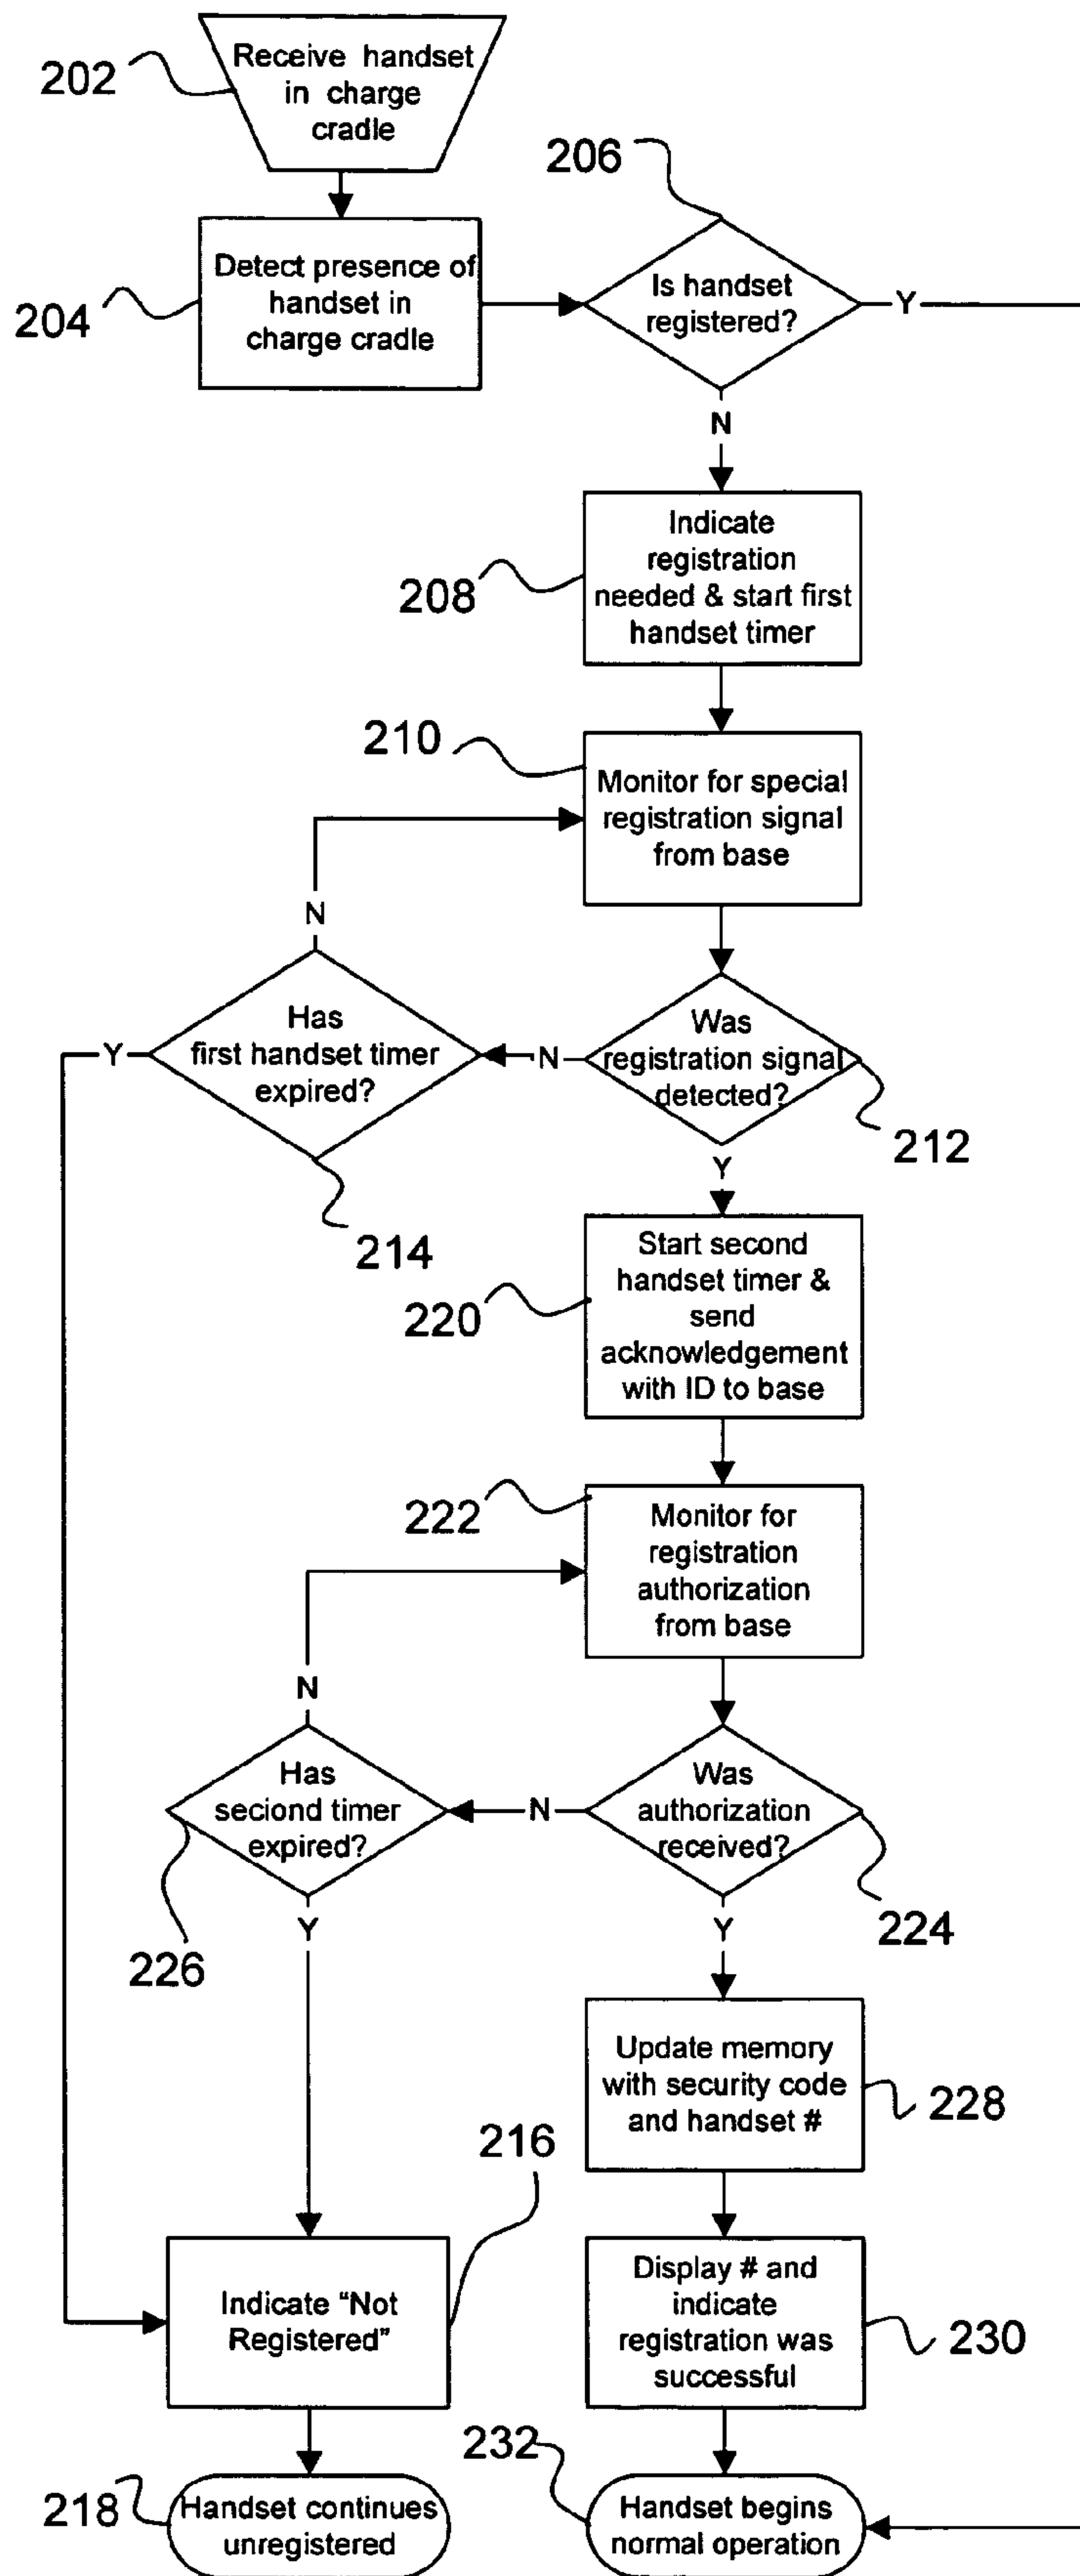 202
Receive handset
in charge
cradle
206
204
Detect presence of
handset in
charge cradle
Is handset
registered?
Y
N
208
Indicate
registration
needed & start first
handset timer
210
Monitor for special
registration signal
from base
N
Y
Has
first handset timer
expired?
N
Was
registration signal
detected?
212
214
Y
220
Start second
handset timer &
send
acknowledgement
with ID to base
222
Monitor for
registration
authorization
from base
N
Has
seciond timer
expired?
N
Was
authorization
received?
224
226
Y
Y
Update memory
with security code
and handset #
228
216
Indicate “Not
Registered”
Display # and
indicate
registration was
successful
230
232
218
Handset continues
unregistered
Handset begins
normal operation